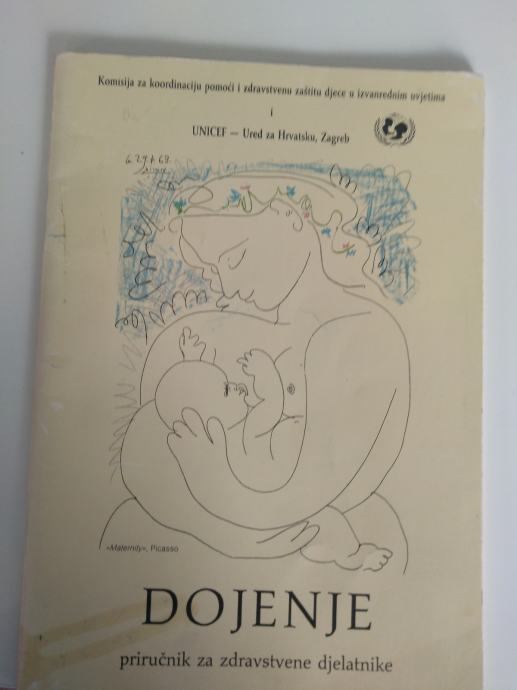 Komisija za koordinaciju pomoći i zdravstvenu zaštitu djece u izvanrednim uvjetima
i
UNICEF — Ured za Hrvatsku, Zagreb
«Maternity», Picasso
DOJENJE
priručnik za zdravstvene djelatnike